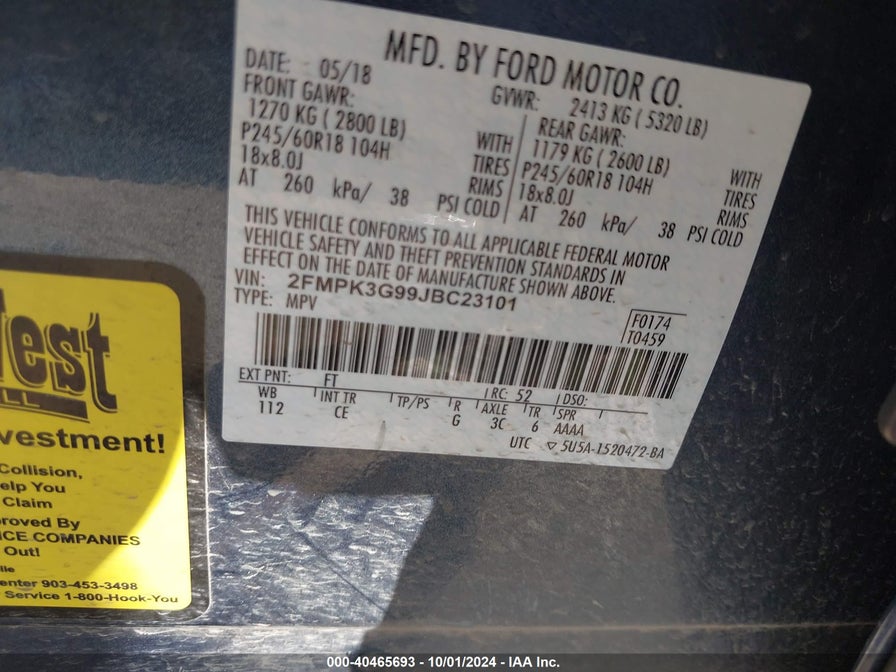 MFD. BY FORD MOTOR CO.
DATE: 05/18
GVWR: 2413 KG ( 5320 LB)
FRONT GAWR:
1270 KG ( 2800 LB)
P245/60R18 104H
18x8.0J
AT 260 kPa/ 38 PSI COLD
WITH
TIRES
RIMS
REAR GAWR:
1179 KG ( 2600 LB)
P245/60R18 104H
18x8.0J
AT 260 kPa/ 38 PSI COLD
WITH
TIRES
RIMS
THIS VEHICLE CONFORMS TO ALL APPLICABLE FEDERAL MOTOR
VEHICLE SAFETY AND THEFT PREVENTION STANDARDS IN
EFFECT ON THE DATE OF MANUFACTURE SHOWN ABOVE.
VIN: 2FMPK3G99JBC23101
TYPE: MPV
F0174
T0459
EXT PNT: FT RC: 52 DSO:
WB INT TR TP/PS R AXLE TR SPR
112 CE G 3C 6 AAAA
UTC ▽ 5U5A-1520472-BA
Test
LL
vestment!
Collision,
elp You
Claim
proved By
ICE COMPANIES
Out!
lle
enter 903-453-3498
Service 1-800-Hook-You
000-40465693 - 10/01/2024 - IAA Inc.